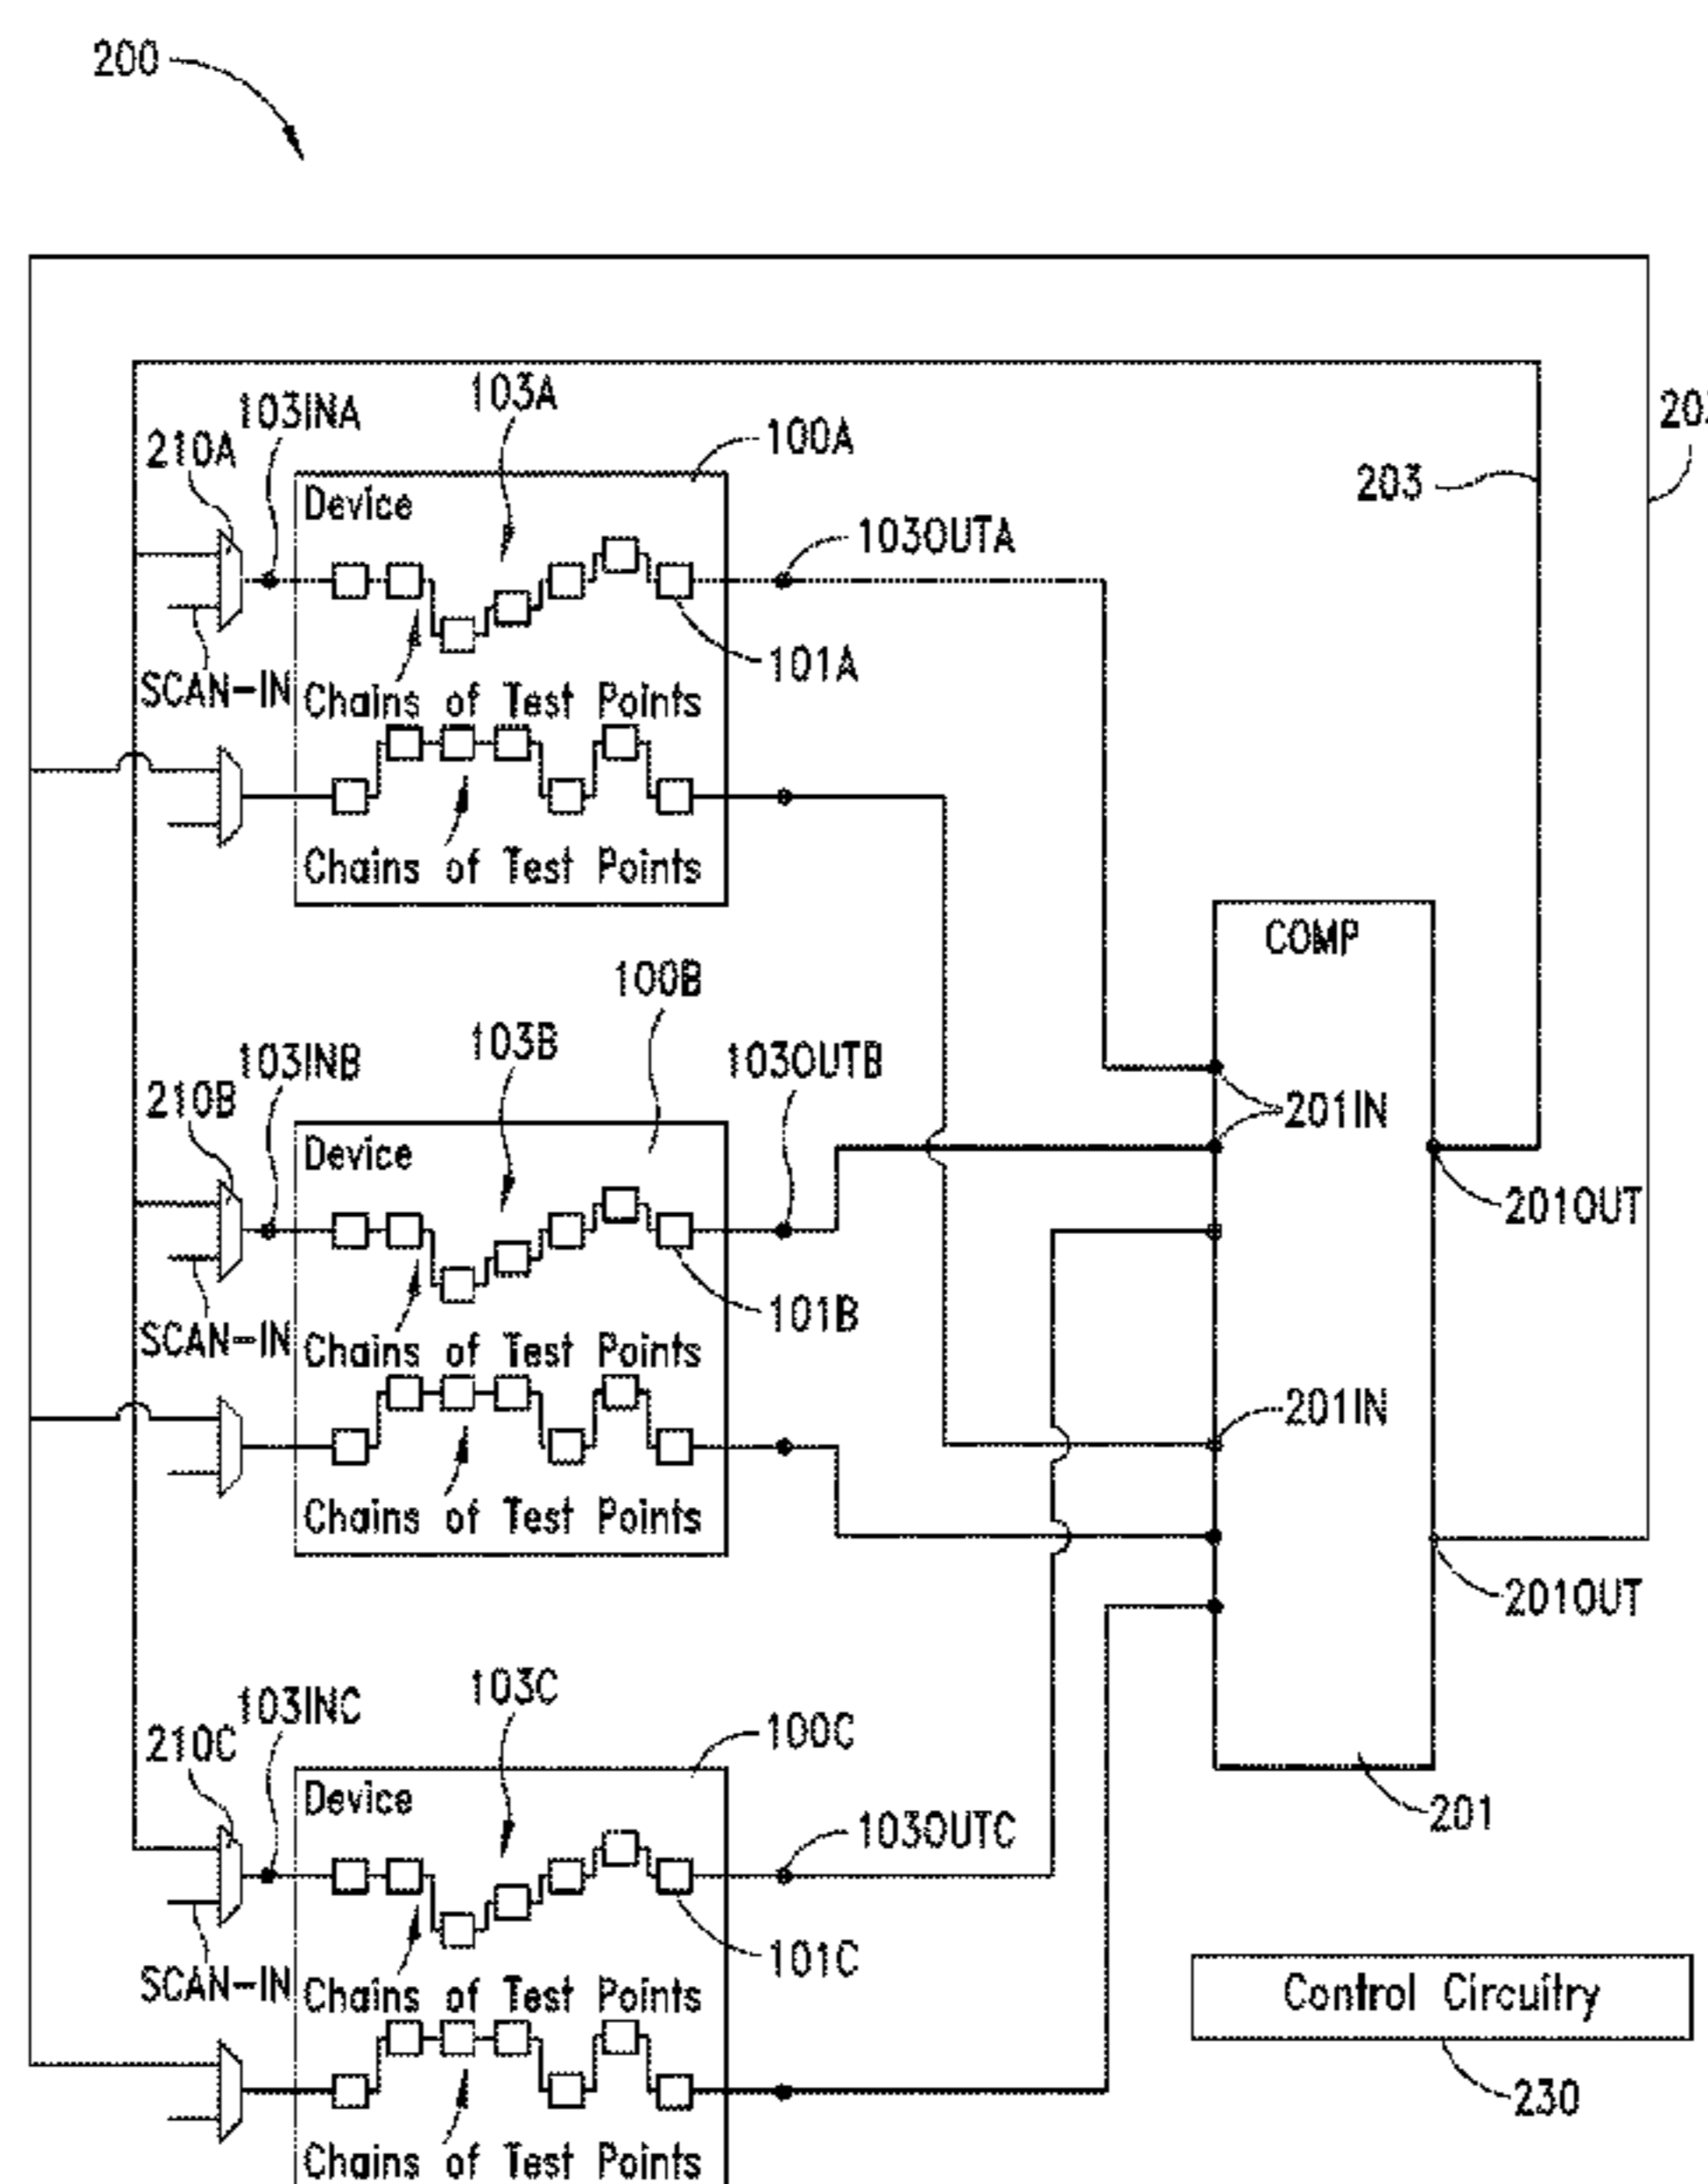 200
103INA
103A
100A
203
210A
Device
103OUTA
SCAN-IN
Chains of Test Points
101A
Chains of Test Points
COMP
100B
103INB
103B
103OUTB
210B
201IN
Device
201OUT
SCAN-IN
Chains of Test Points
101B
201IN
Chains of Test Points
201OUT
103INC
103C
100C
210C
Device
201
103OUTC
SCAN-IN
Chains of Test Points
101C
Control Circuitry
230
Chains of Test Points